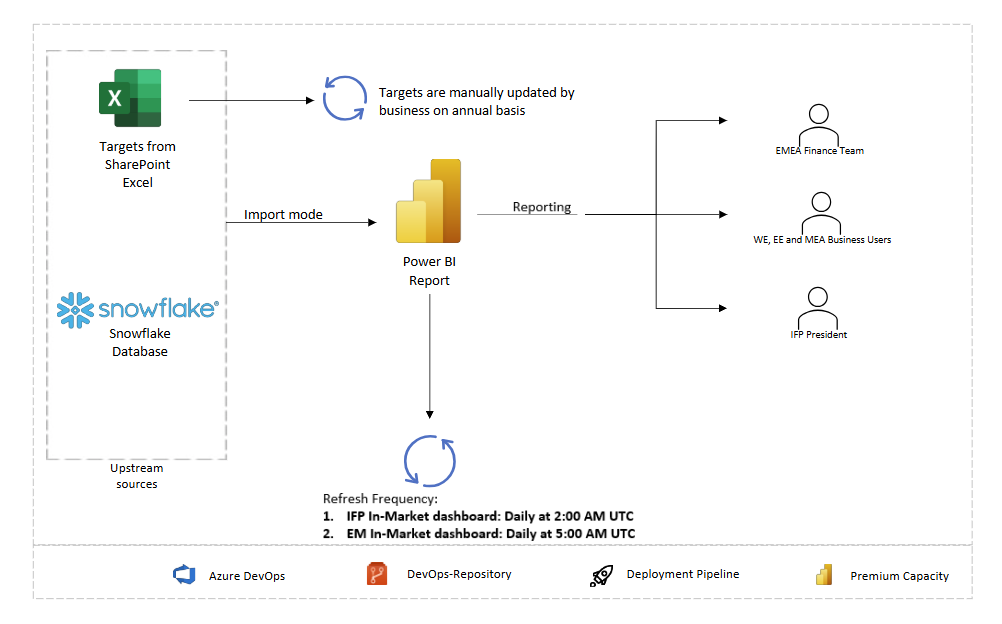 X
Targets from
SharePoint
Excel
Targets are manually updated by
business on annual basis
Import mode
Power BI
Report
Reporting
EMEA Finance Team
WE, EE and MEA Business Users
IFP President
snowflake®
Snowflake
Database
Upstream
sources
Refresh Frequency:
1. IFP In-Market dashboard: Daily at 2:00 AM UTC
2. EM In-Market dashboard: Daily at 5:00 AM UTC
Azure DevOps
DevOps-Repository
Deployment Pipeline
Premium Capacity